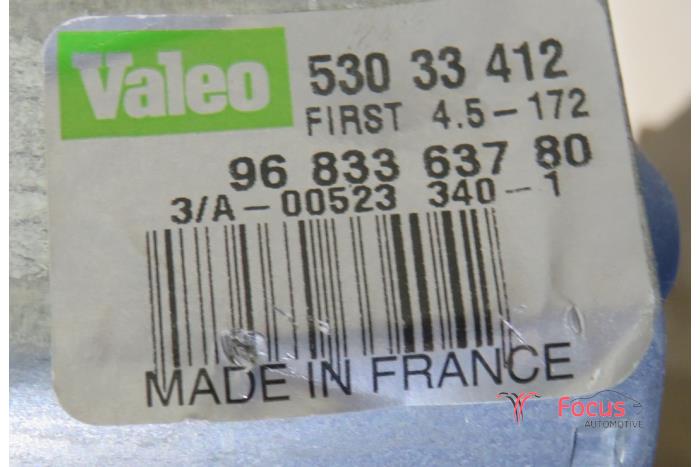 Valeo
530 33 412
FIRST 4.5-172
96 833 637 80
3/A-00523 340-1
MADE IN FRANCE
Focus
AUTOMOTIVE